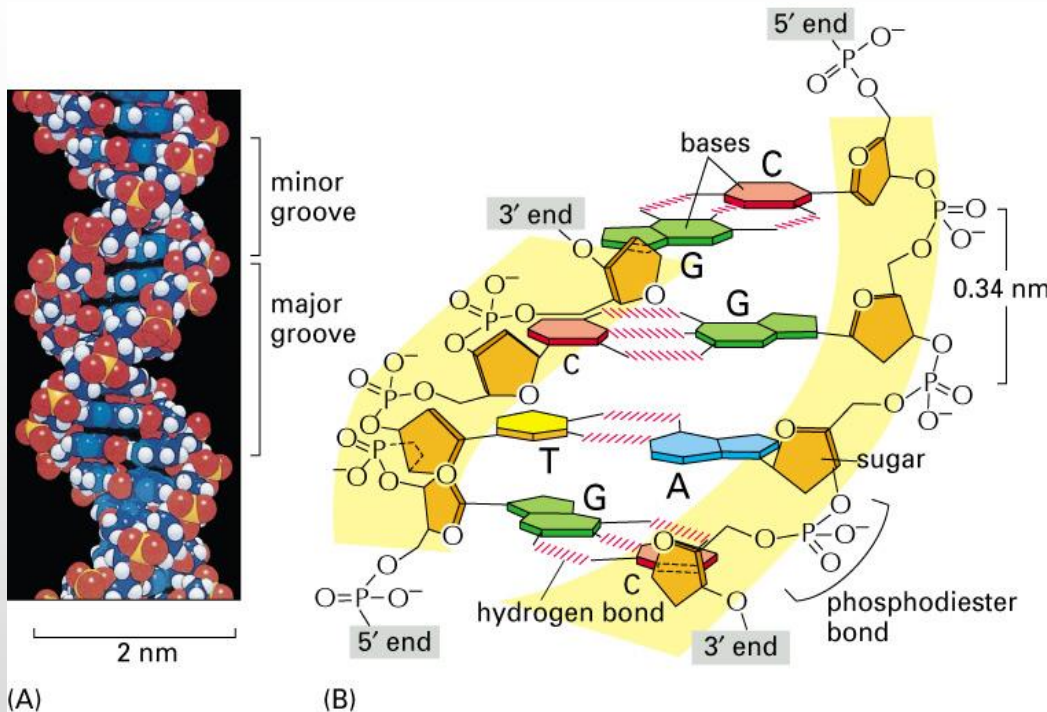 5′ end
O
P
O⁻
O
O
minor
groove
major
groove
2 nm
(A)
bases
C
3′ end
O
G
O
O
P
O
O⁻
O
O
G
C
O
O
O⁻
O
P
O
O
O
P
O⁻
O
T
A
O
G
O
O=P–O⁻
O
5′ end
hydrogen bond
C
O
O
3′ end
O
O
P=O
O⁻
0.34 nm
O
O
O
P
O
O⁻
O
O
sugar
O
O
P
O⁻
O
phosphodiester
bond
(B)